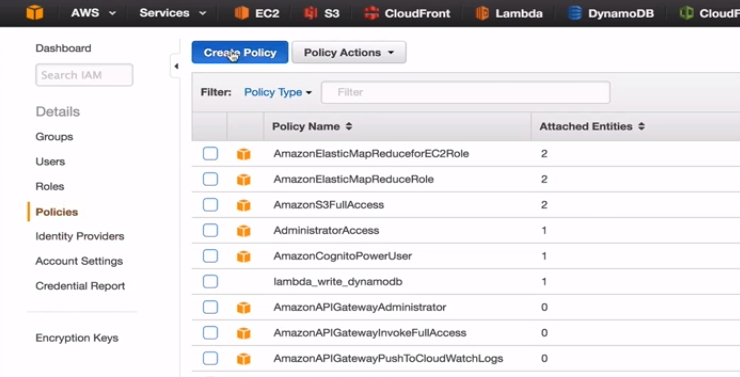 AWS Services EC2 S3 CloudFront Lambda DynamoDB CloudF
Dashboard
Search IAM
Details
Groups
Users
Roles
Policies
Identity Providers
Account Settings
Credential Report
Encryption Keys
Create Policy Policy Actions
Filter: Policy Type Filter
Policy Name Attached Entities
AmazonElasticMapReduceforEC2Role 2
AmazonElasticMapReduceRole 2
AmazonS3FullAccess 2
AdministratorAccess 1
AmazonCognitoPowerUser 1
lambda_write_dynamodb 1
AmazonAPIGatewayAdministrator 0
AmazonAPIGatewayInvokeFullAccess 0
AmazonAPIGatewayPushToCloudWatchLogs 0